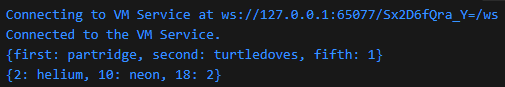 Connecting to VM Service at ws://127.0.0.1:65077/Sx2D6fQra_Y=/ws
Connected to the VM Service.
{first: partridge, second: turtledoves, fifth: 1}
{2: helium, 10: neon, 18: 2}